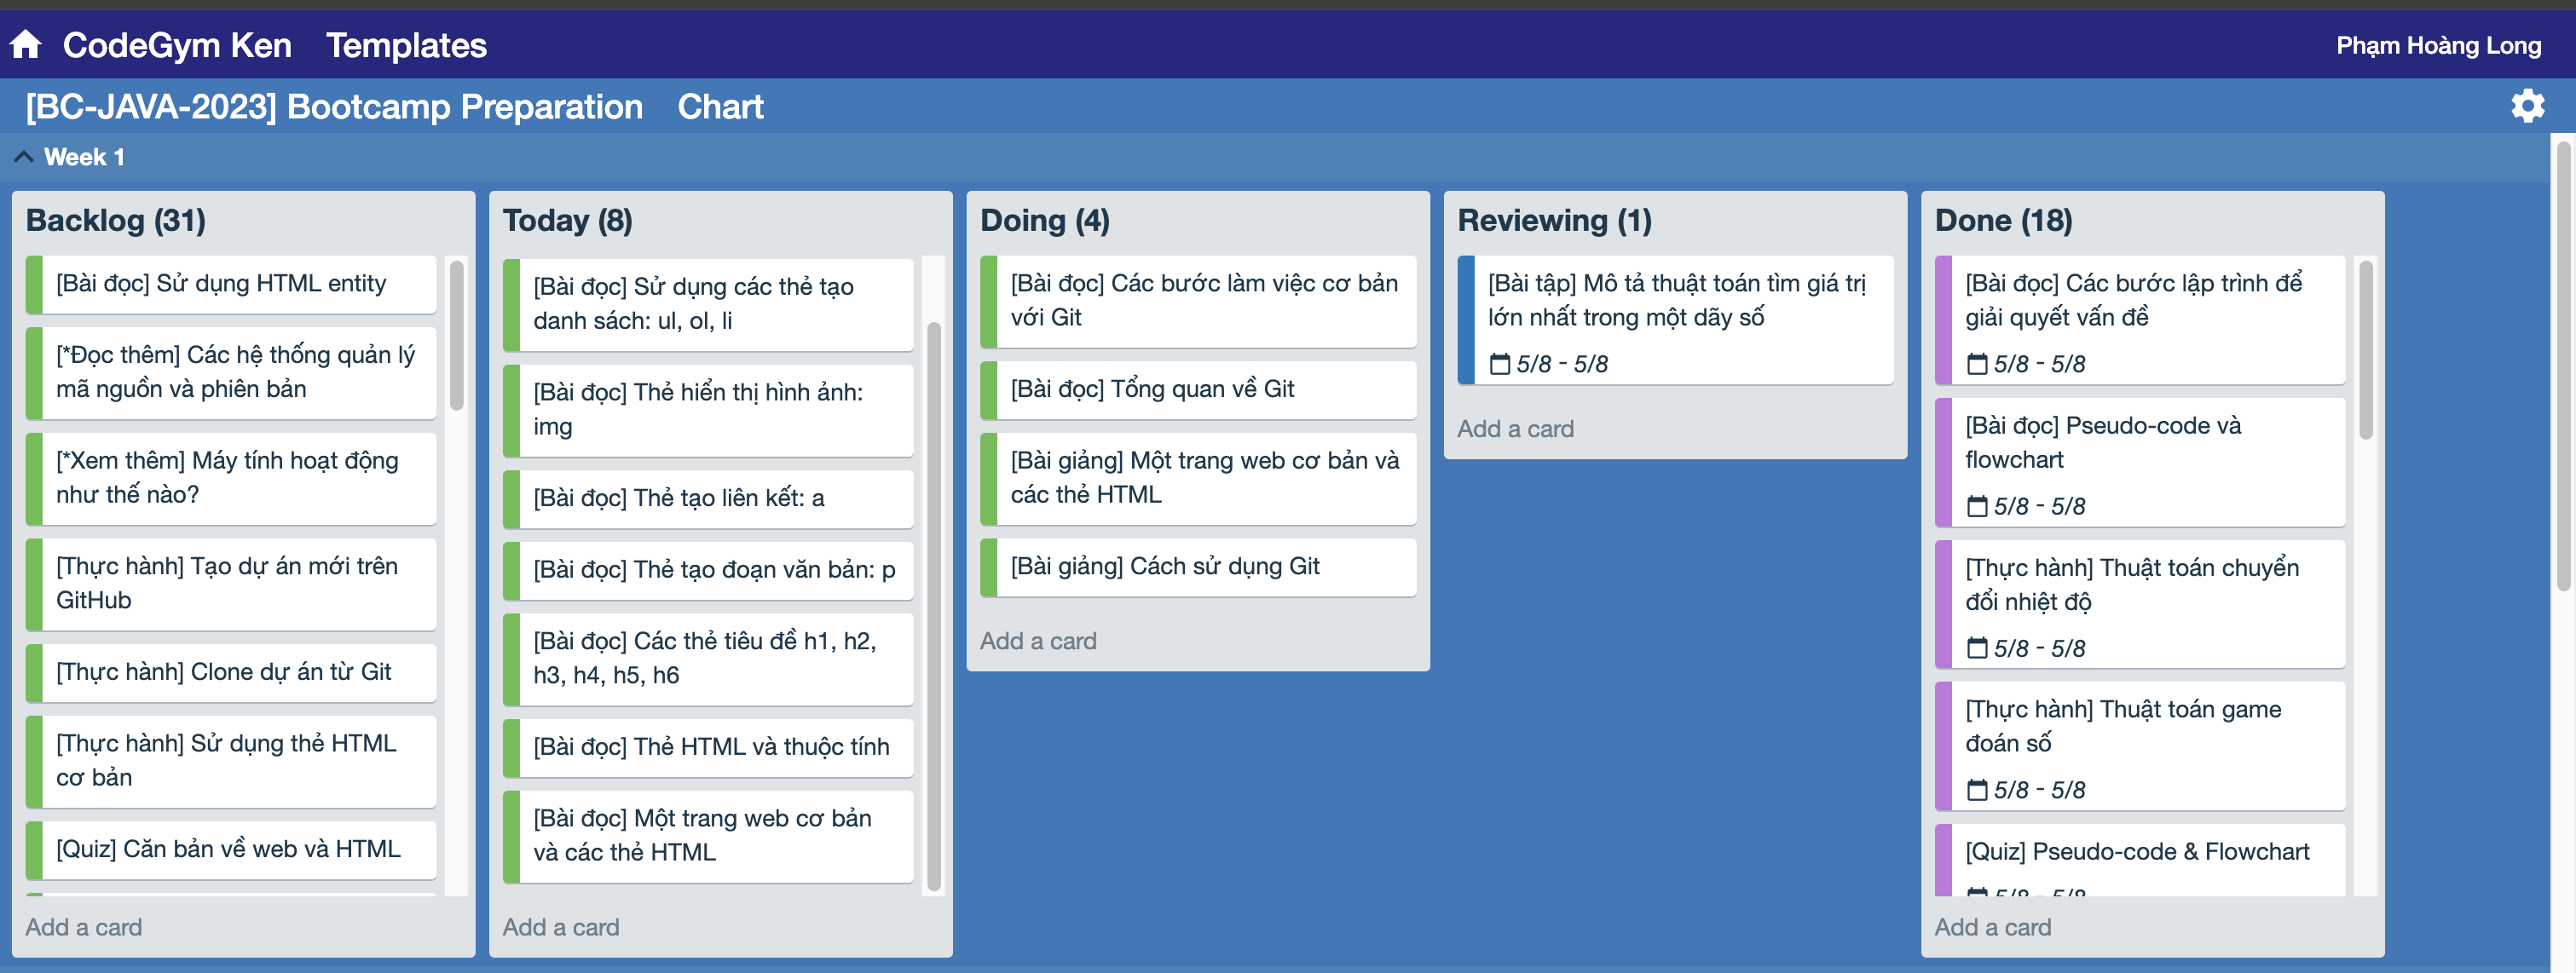 CodeGym Ken Templates Phạm Hoàng Long
[BC-JAVA-2023] Bootcamp Preparation Chart
Week 1
Backlog (31)
[Bài đọc] Sử dụng HTML entity
[*Đọc thêm] Các hệ thống quản lý
mã nguồn và phiên bản
[*Xem thêm] Máy tính hoạt động
như thế nào?
[Thực hành] Tạo dự án mới trên
GitHub
[Thực hành] Clone dự án từ Git
[Thực hành] Sử dụng thẻ HTML
cơ bản
[Quiz] Căn bản về web và HTML
Add a card
Today (8)
[Bài đọc] Sử dụng các thẻ tạo
danh sách: ul, ol, li
[Bài đọc] Thẻ hiển thị hình ảnh:
img
[Bài đọc] Thẻ tạo liên kết: a
[Bài đọc] Thẻ tạo đoạn văn bản: p
[Bài đọc] Các thẻ tiêu đề h1, h2,
h3, h4, h5, h6
[Bài đọc] Thẻ HTML và thuộc tính
[Bài đọc] Một trang web cơ bản
và các thẻ HTML
Add a card
Doing (4)
[Bài đọc] Các bước làm việc cơ bản
với Git
[Bài đọc] Tổng quan về Git
[Bài giảng] Một trang web cơ bản và
các thẻ HTML
[Bài giảng] Cách sử dụng Git
Add a card
Reviewing (1)
[Bài tập] Mô tả thuật toán tìm giá trị
lớn nhất trong một dãy số
5/8 - 5/8
Add a card
Done (18)
[Bài đọc] Các bước lập trình để
giải quyết vấn đề
5/8 - 5/8
[Bài đọc] Pseudo-code và
flowchart
5/8 - 5/8
[Thực hành] Thuật toán chuyển
đổi nhiệt độ
5/8 - 5/8
[Thực hành] Thuật toán game
đoán số
5/8 - 5/8
[Quiz] Pseudo-code & Flowchart
5/8 - 5/8
Add a card